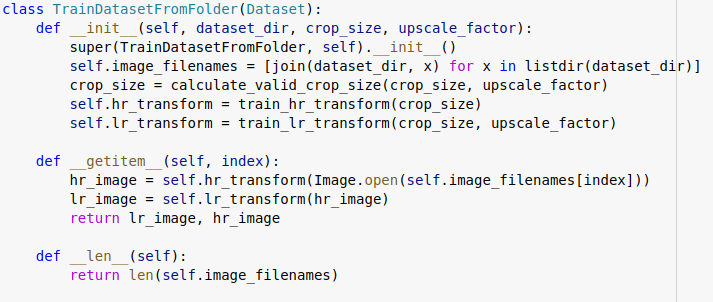 class TrainDatasetFromFolder(Dataset):
    def __init__(self, dataset_dir, crop_size, upscale_factor):
        super(TrainDatasetFromFolder, self).__init__()
        self.image_filenames = [join(dataset_dir, x) for x in listdir(dataset_dir)]
        crop_size = calculate_valid_crop_size(crop_size, upscale_factor)
        self.hr_transform = train_hr_transform(crop_size)
        self.lr_transform = train_lr_transform(crop_size, upscale_factor)

    def __getitem__(self, index):
        hr_image = self.hr_transform(Image.open(self.image_filenames[index]))
        lr_image = self.lr_transform(hr_image)
        return lr_image, hr_image

    def __len__(self):
        return len(self.image_filenames)